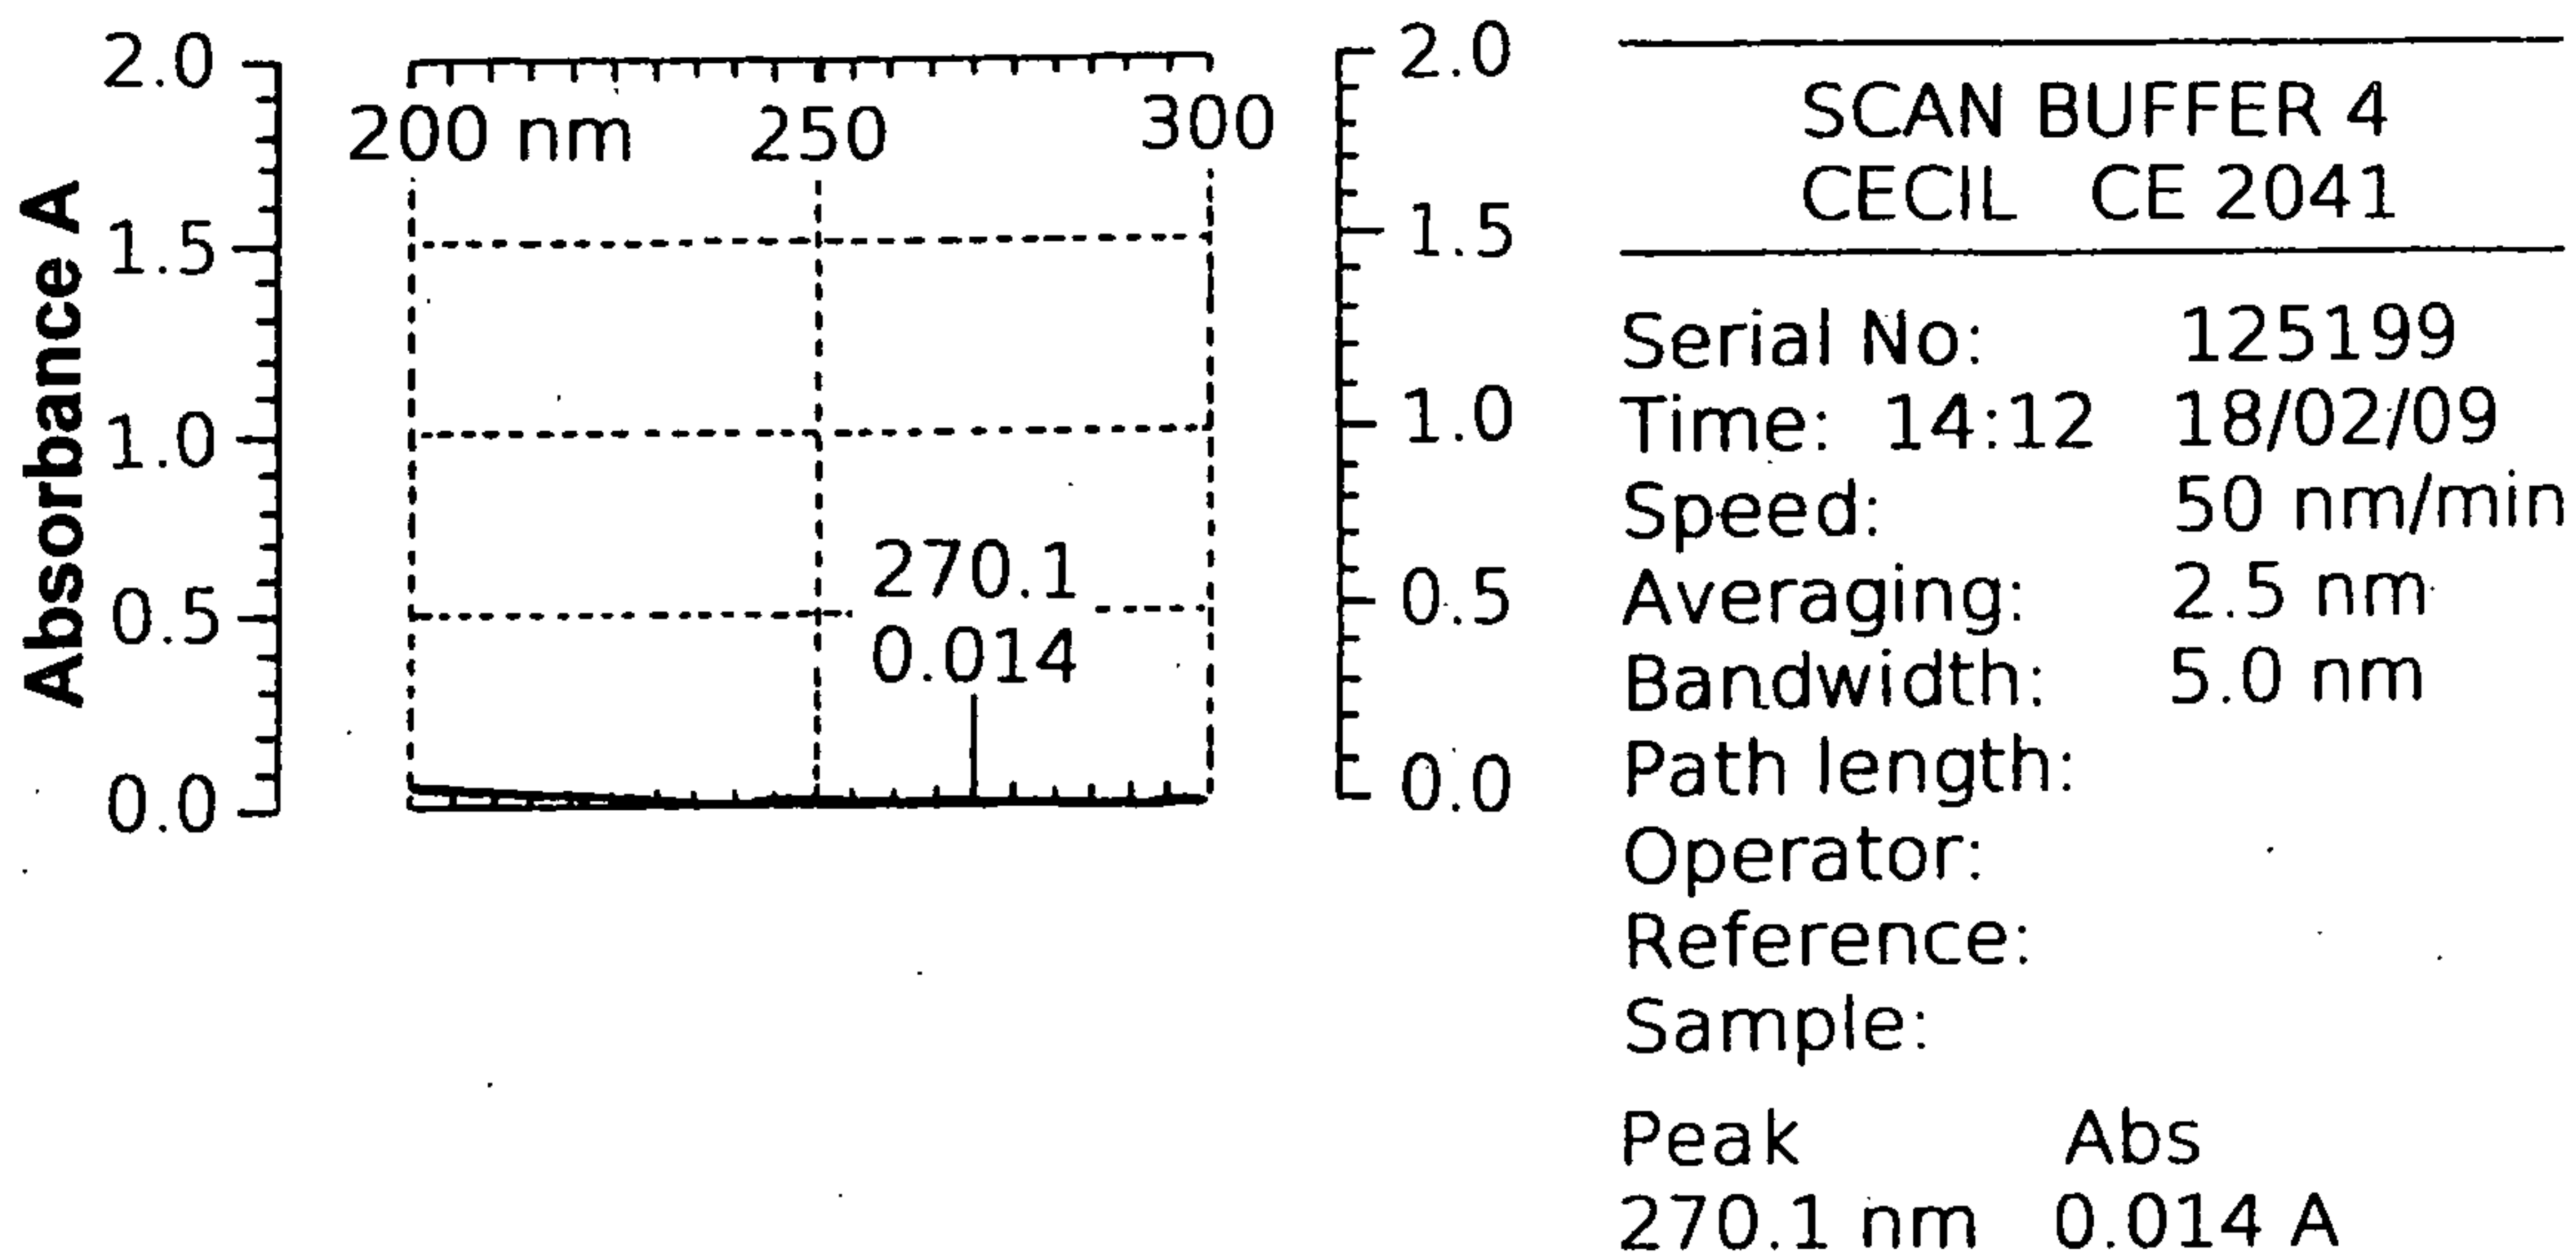 Absorbance A
2.0
1.5
1.0
0.5
0.0
200 nm 250 300
270.1
0.014
2.0
1.5
1.0
0.5
0.0
SCAN BUFFER 4
CECIL CE 2041
Serial No: 125199
Time: 14:12 18/02/09
Speed: 50 nm/min
Averaging: 2.5 nm
Bandwidth: 5.0 nm
Path length:
Operator:
Reference:
Sample:
Peak Abs
270.1 nm 0.014 A